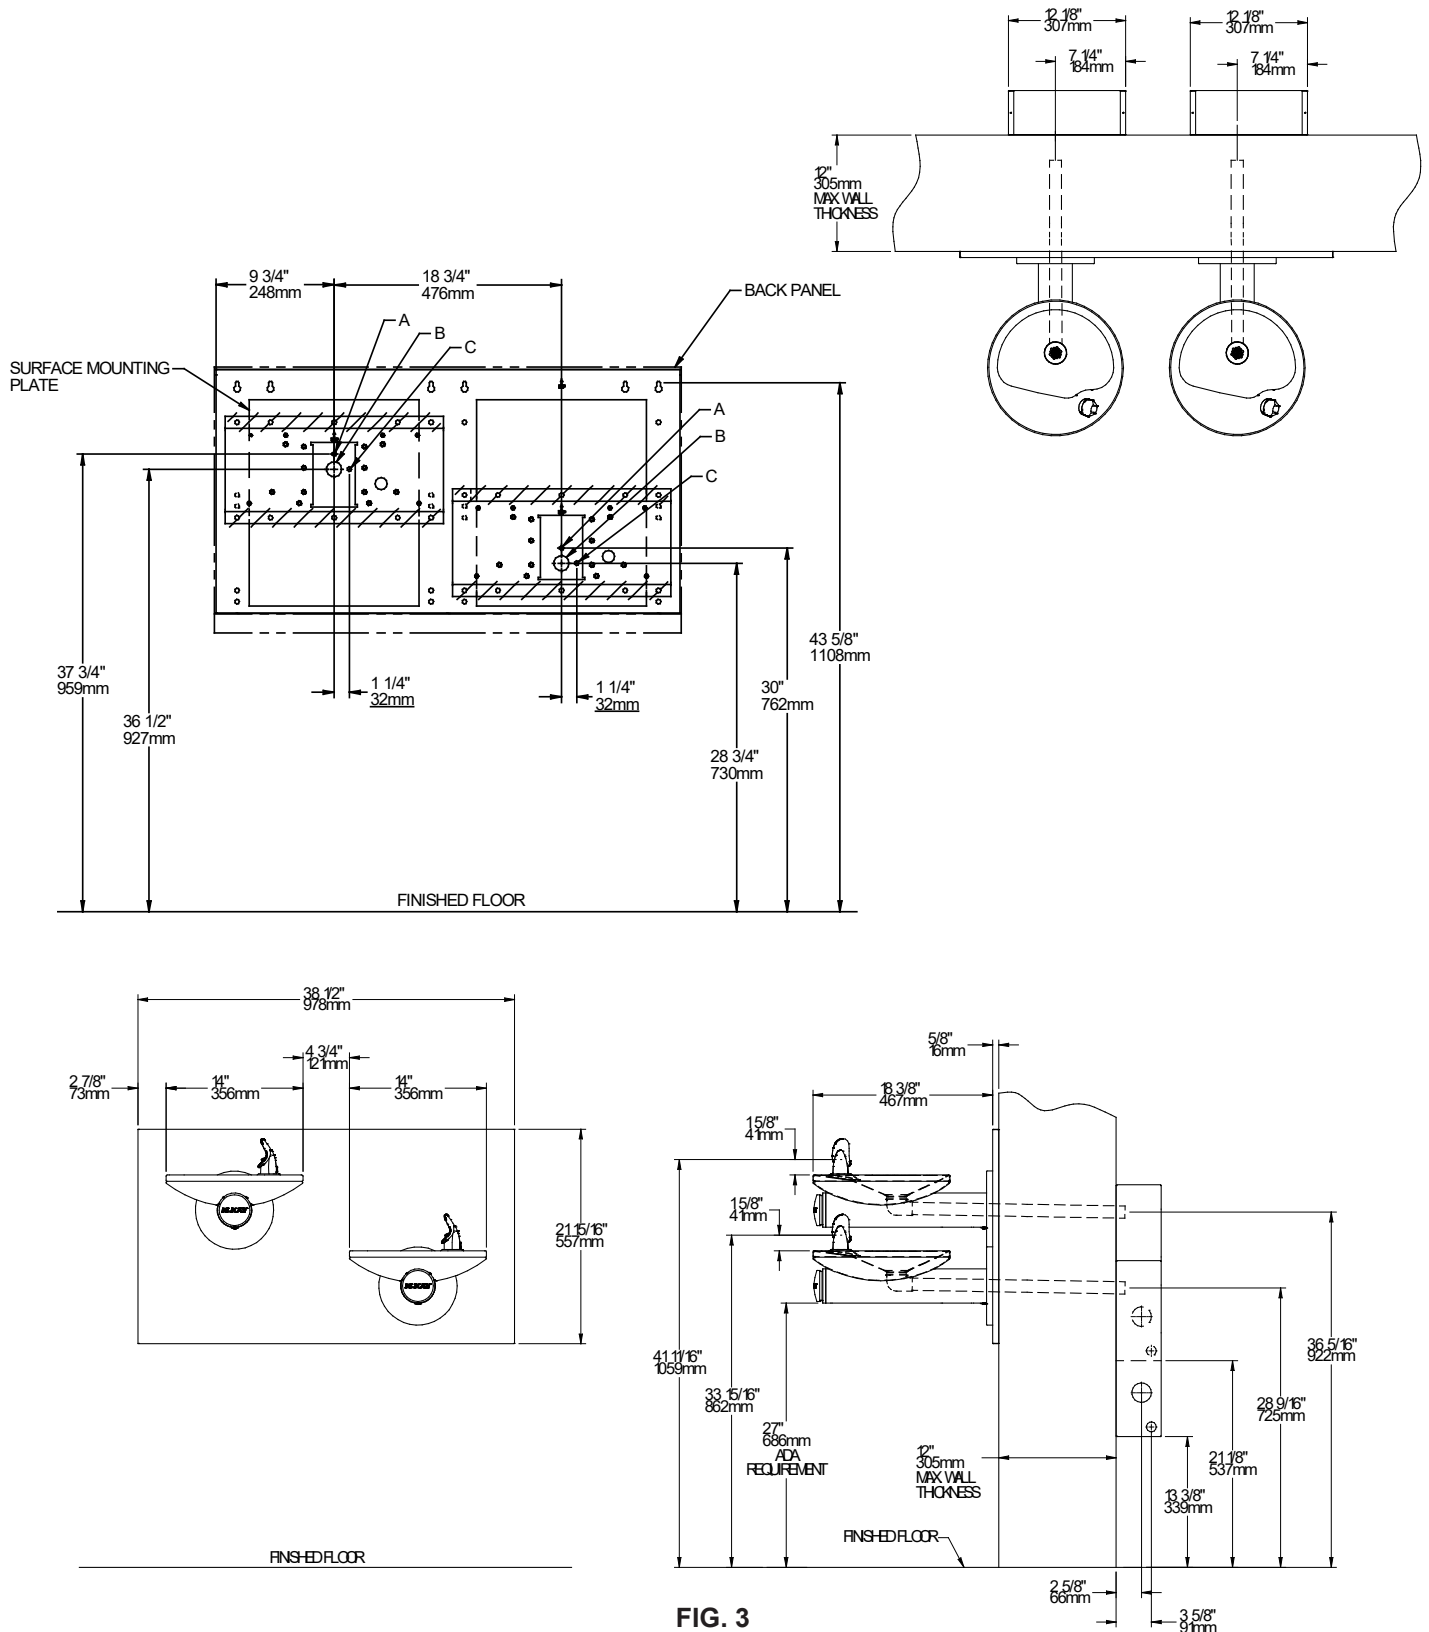 12 1/8"
307mm
12 1/8"
307mm
7 1/4"
184mm
7 1/4"
184mm
12"
305mm
MAX WALL
THICKNESS
9 3/4"
248mm
18 3/4"
476mm
BACK PANEL
A
B
C
SURFACE MOUNTING
PLATE
A
B
C
37 3/4"
959mm
36 1/2"
927mm
1 1/4"
32mm
1 1/4"
32mm
43 5/8"
1108mm
30"
762mm
28 3/4"
730mm
FINISHED FLOOR
38 1/2"
978mm
4 3/4"
121mm
2 7/8"
73mm
14"
356mm
14"
356mm
21 15/16"
557mm
ELKAY
ELKAY
FINISHED FLOOR
5/8"
16mm
18 3/8"
467mm
1 5/8"
41mm
1 5/8"
41mm
41 11/16"
1059mm
33 15/16"
862mm
27"
686mm
ADA
REQUIREMENT
12"
305mm
MAX WALL
THICKNESS
36 5/16"
922mm
28 9/16"
725mm
21 1/8"
537mm
13 3/8"
339mm
FINISHED FLOOR
2 5/8"
66mm
3 5/8"
91mm
FIG. 3